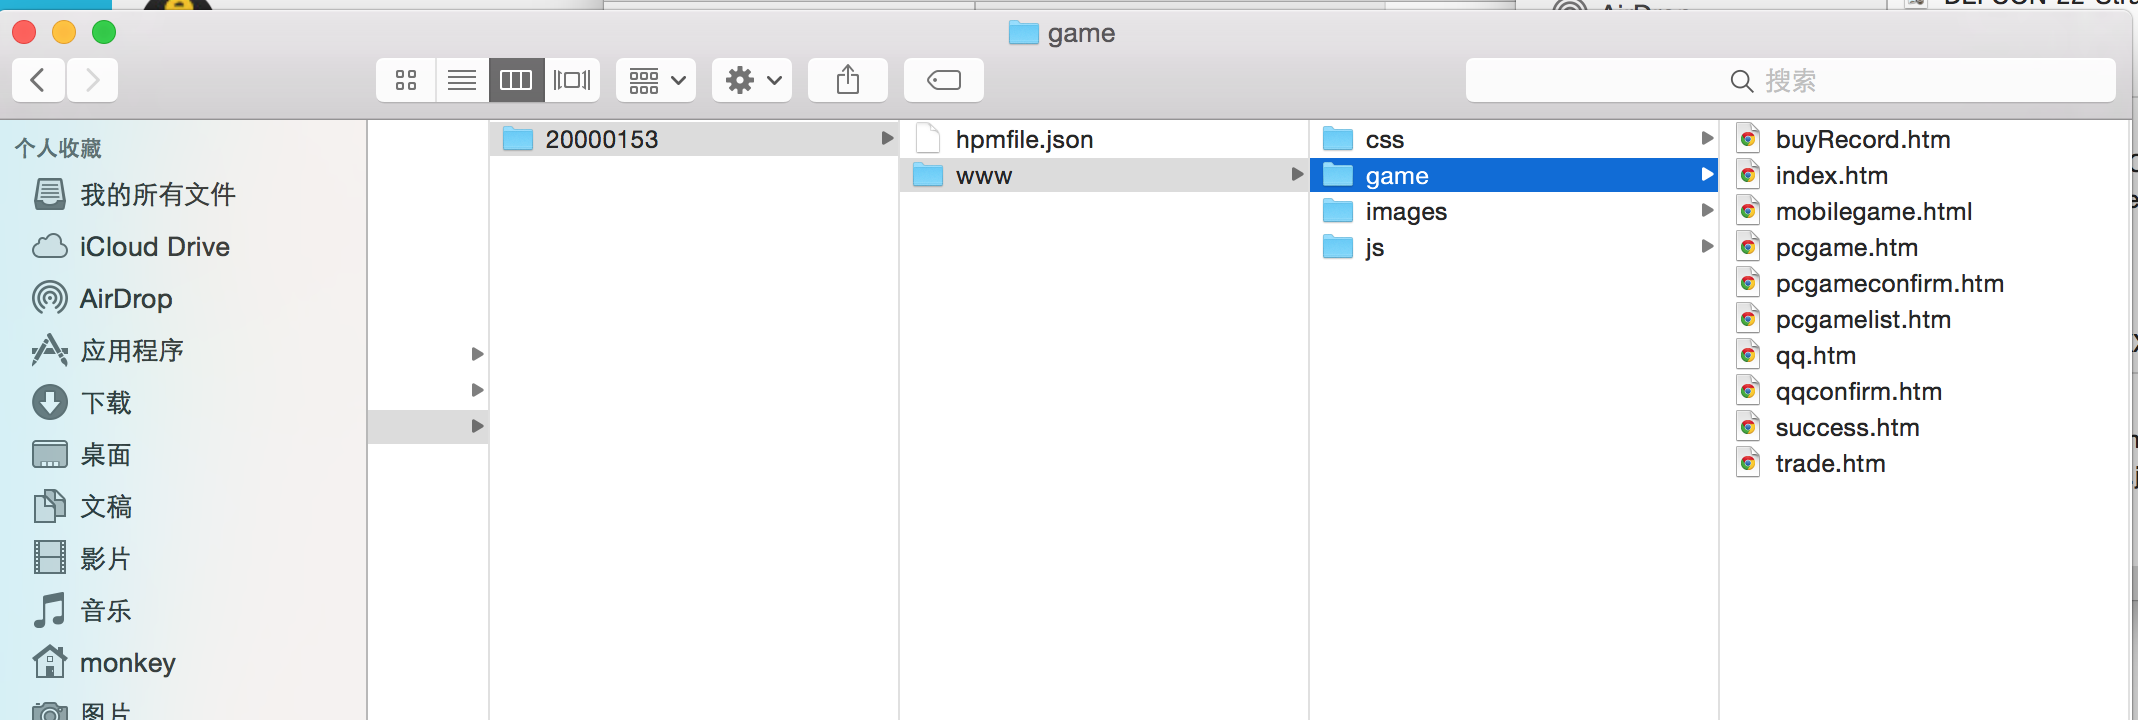 game
搜索
个人收藏
我的所有文件
iCloud Drive
AirDrop
应用程序
下载
桌面
文稿
影片
音乐
monkey
图片
20000153
hpmfile.json
www
css
game
images
js
buyRecord.htm
index.htm
mobilegame.html
pcgame.htm
pcgameconfirm.htm
pcgamelist.htm
qq.htm
qqconfirm.htm
success.htm
trade.htm